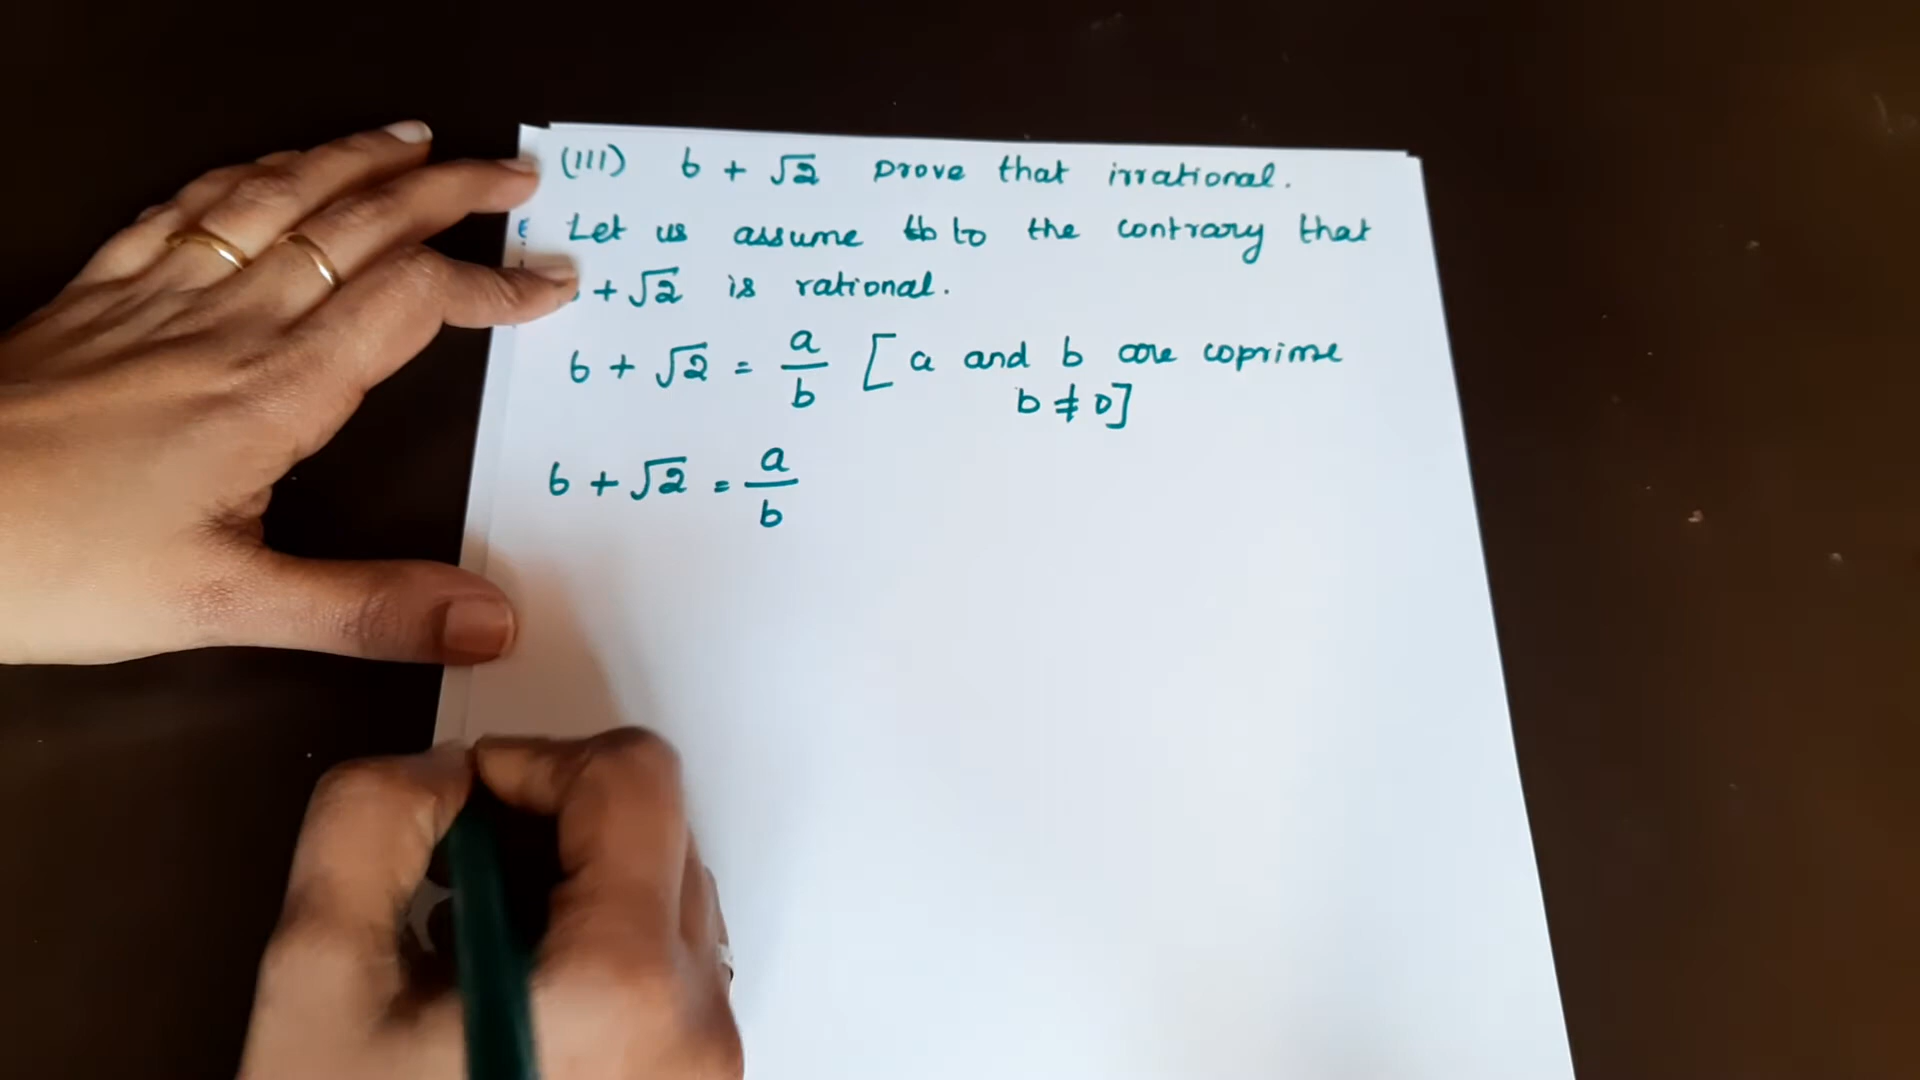 (III) 6 + √2 prove that irrational.
Let us assume to the contrary that
+ √2 is rational.
6 + √2 = a/b [a and b are coprime
b ≠ 0]
6 + √2 = a/b